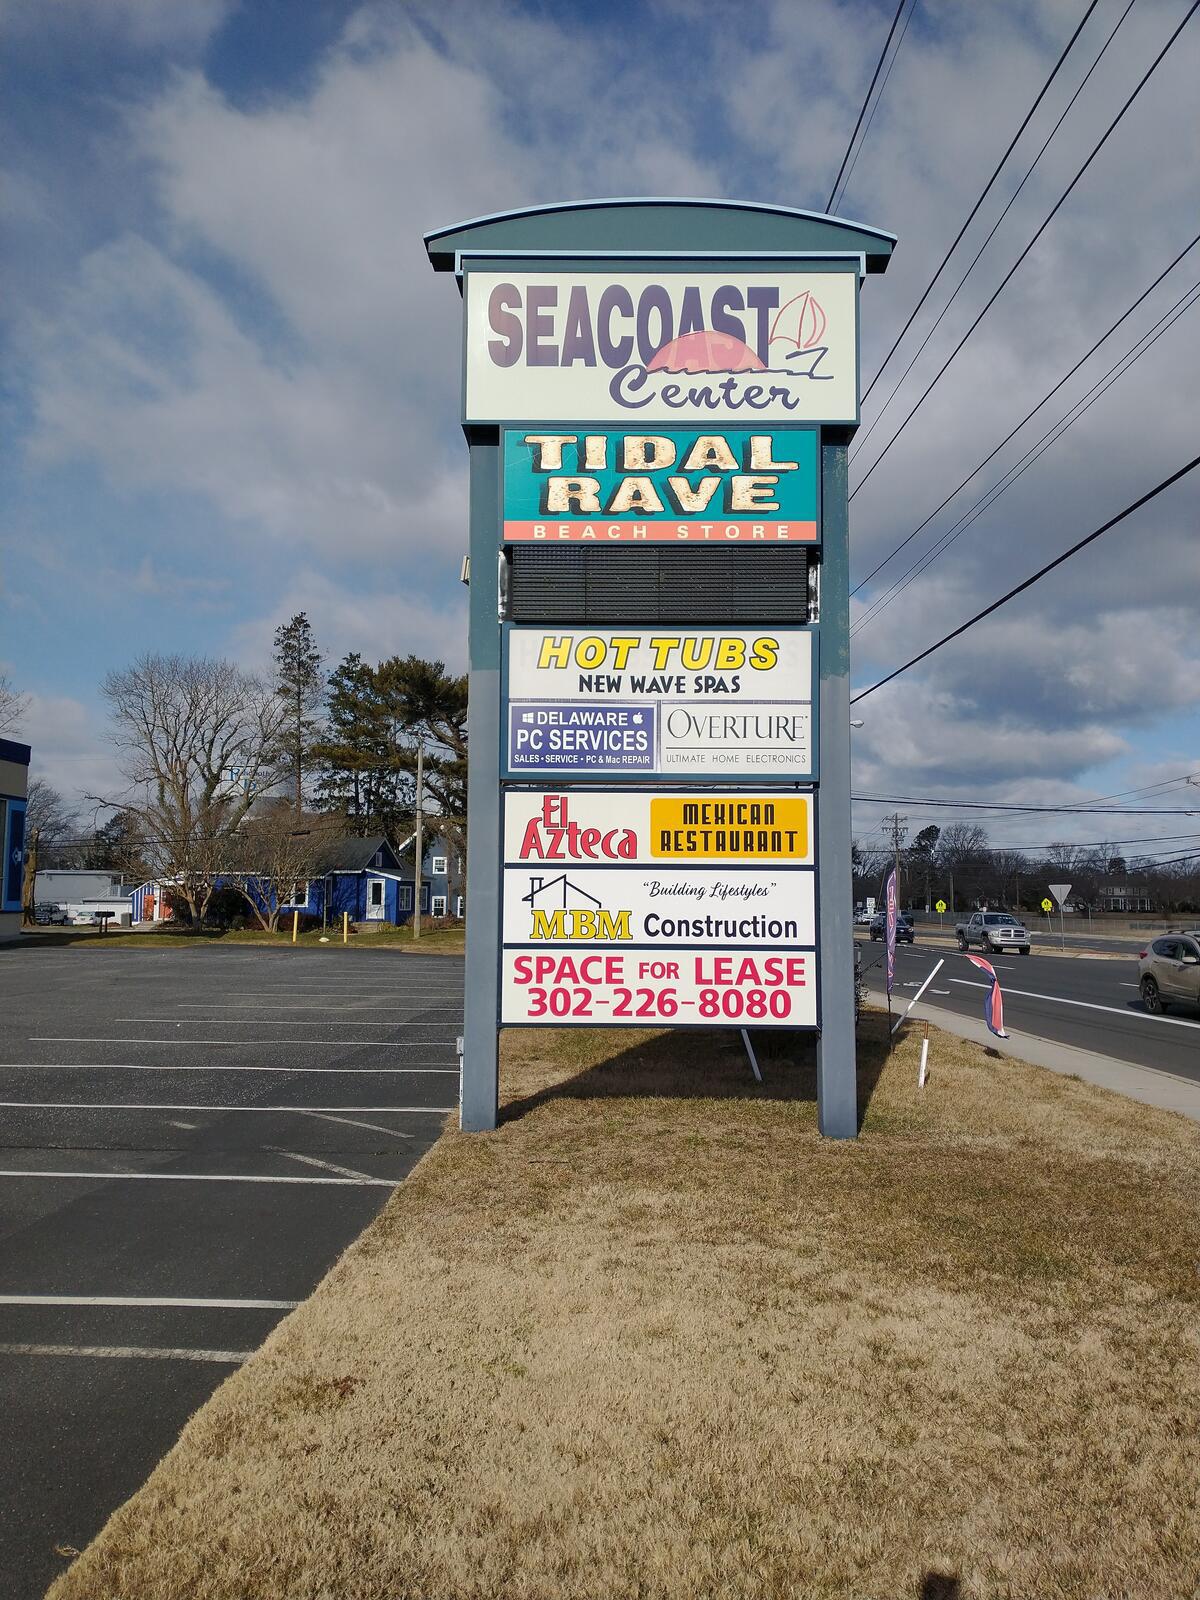 SEACOAST
Center
TIDAL
RAVE
BEACH STORE
HOT TUBS
NEW WAVE SPAS
DELAWARE
PC SERVICES
SALES • SERVICE • PC & Mac REPAIR
OVERTURE
ULTIMATE HOME ELECTRONICS
El
Azteca
MEXICAN
RESTAURANT
"Building Lifestyles"
MBM Construction
SPACE FOR LEASE
302-226-8080